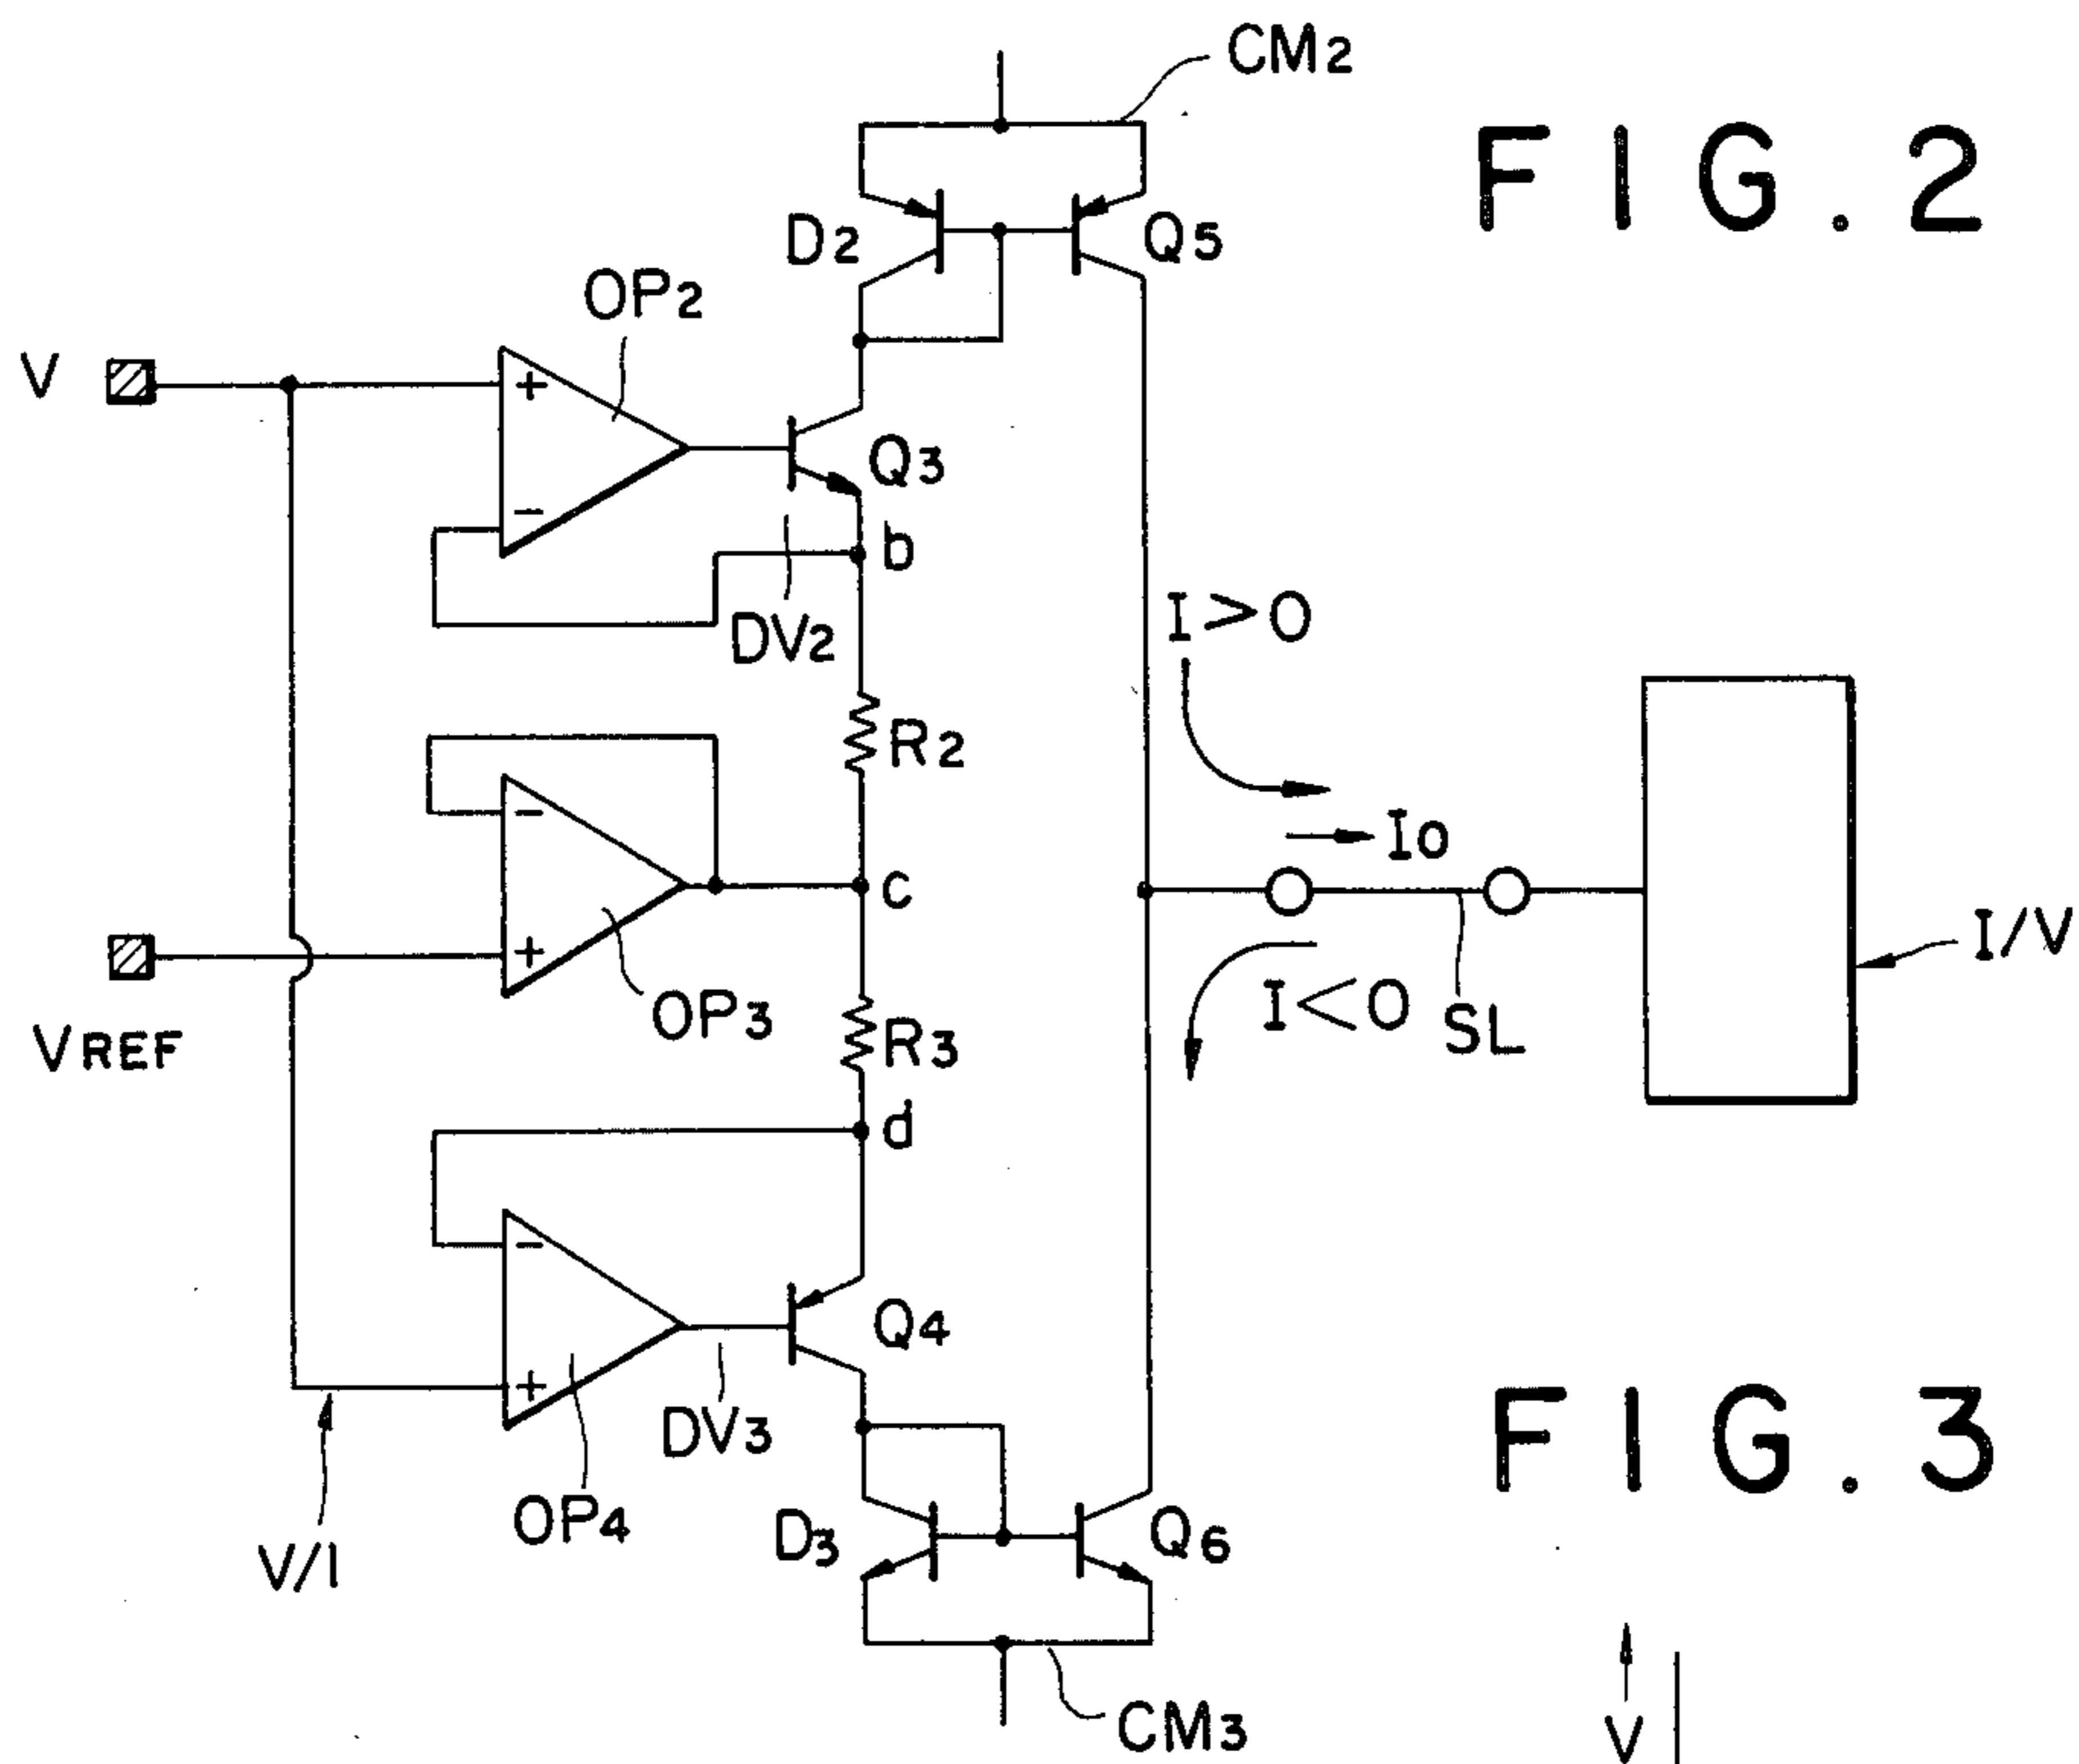 CM2
FIG.2
D2
Q5
OP2
V
+
Q3
-
b
DV2
I>0
R2
-
Io
c
+
I/V
OP3
I<0
SL
VREF
R3
d
-
Q4
FIG.3
+
DV3
OP4
D3
Q6
V/I
V
CM3